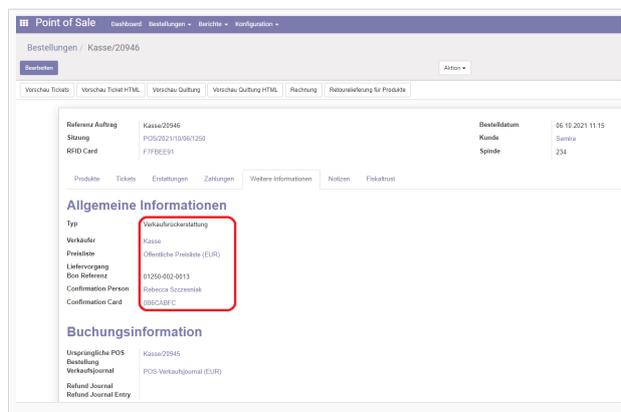 Point of Sale Dashboard Bestellungen Berichte Konfiguration
Bestellungen / Kasse/20946
Bearbeiten Aktion
Vorschau Tickets Vorschau Ticket HTML Vorschau Quittung Vorschau Quittung HTML Rechnung Retourelieferung für Produkte
Referenz Auftrag Kasse/20946 Bestelldatum 06.10.2021 11:15
Sitzung POS/2021/10/06/1250 Kunde Samira
RFID Card F7FBEE91 Spinde 234
Produkte Tickets Erstattungen Zahlungen Weitere Informationen Notizen Fiskaltrust
Allgemeine Informationen
Typ Verkaufsrückerstattung
Verkäufer Kasse
Preisliste Öffentliche Preisliste (EUR)
Liefervorgang
Bon Referenz 01250-002-0013
Confirmation Person Rebecca Szczesniak
Confirmation Card 0B6CABFC
Buchungsinformation
Ursprüngliche POS Kasse/20945
Bestellung
Verkaufsjournal POS-Verkaufsjournal (EUR)
Refund Journal
Refund Journal Entry